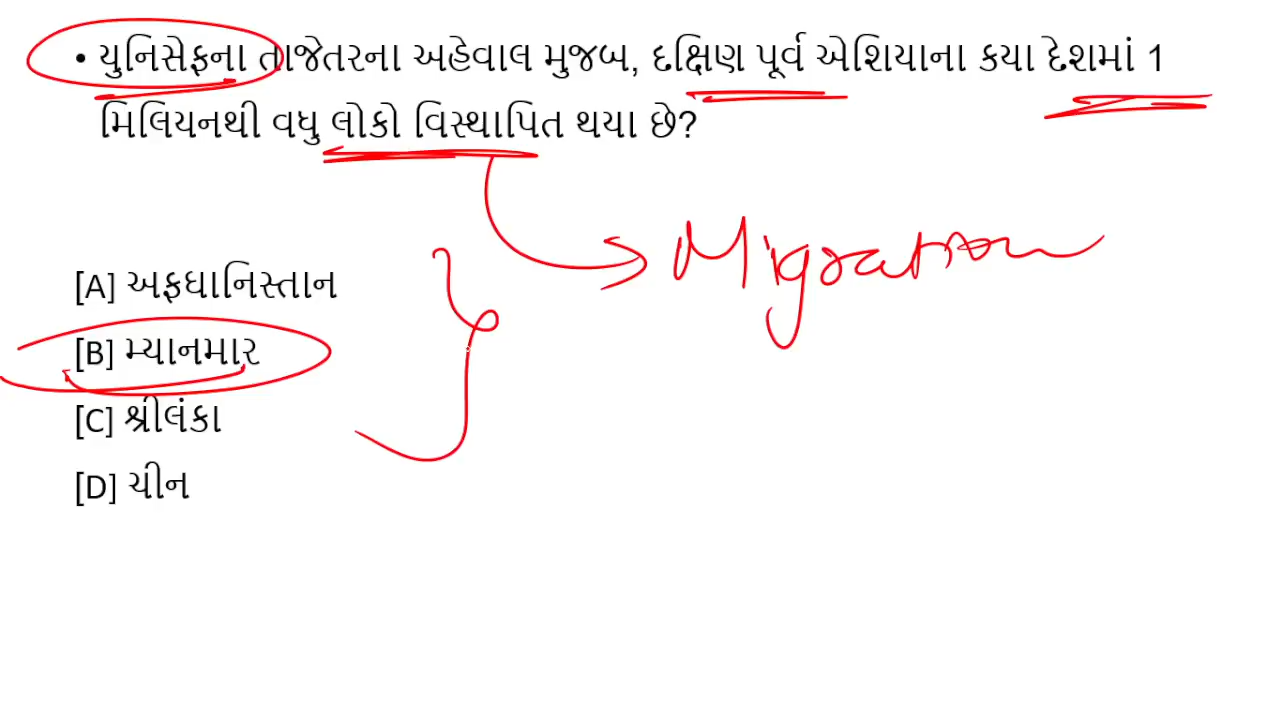 • યુનિસેફના તાજેતરના અહેવાલ મુજબ, દક્ષિણ પૂર્વ એશિયાના કયા દેશમાં 1
મિલિયનથી વધુ લોકો વિસ્થાપિત થયા છે?
Migration
[A] અફઘાનિસ્તાન
[B] મ્યાનમાર
[C] શ્રીલંકા
[D] ચીન